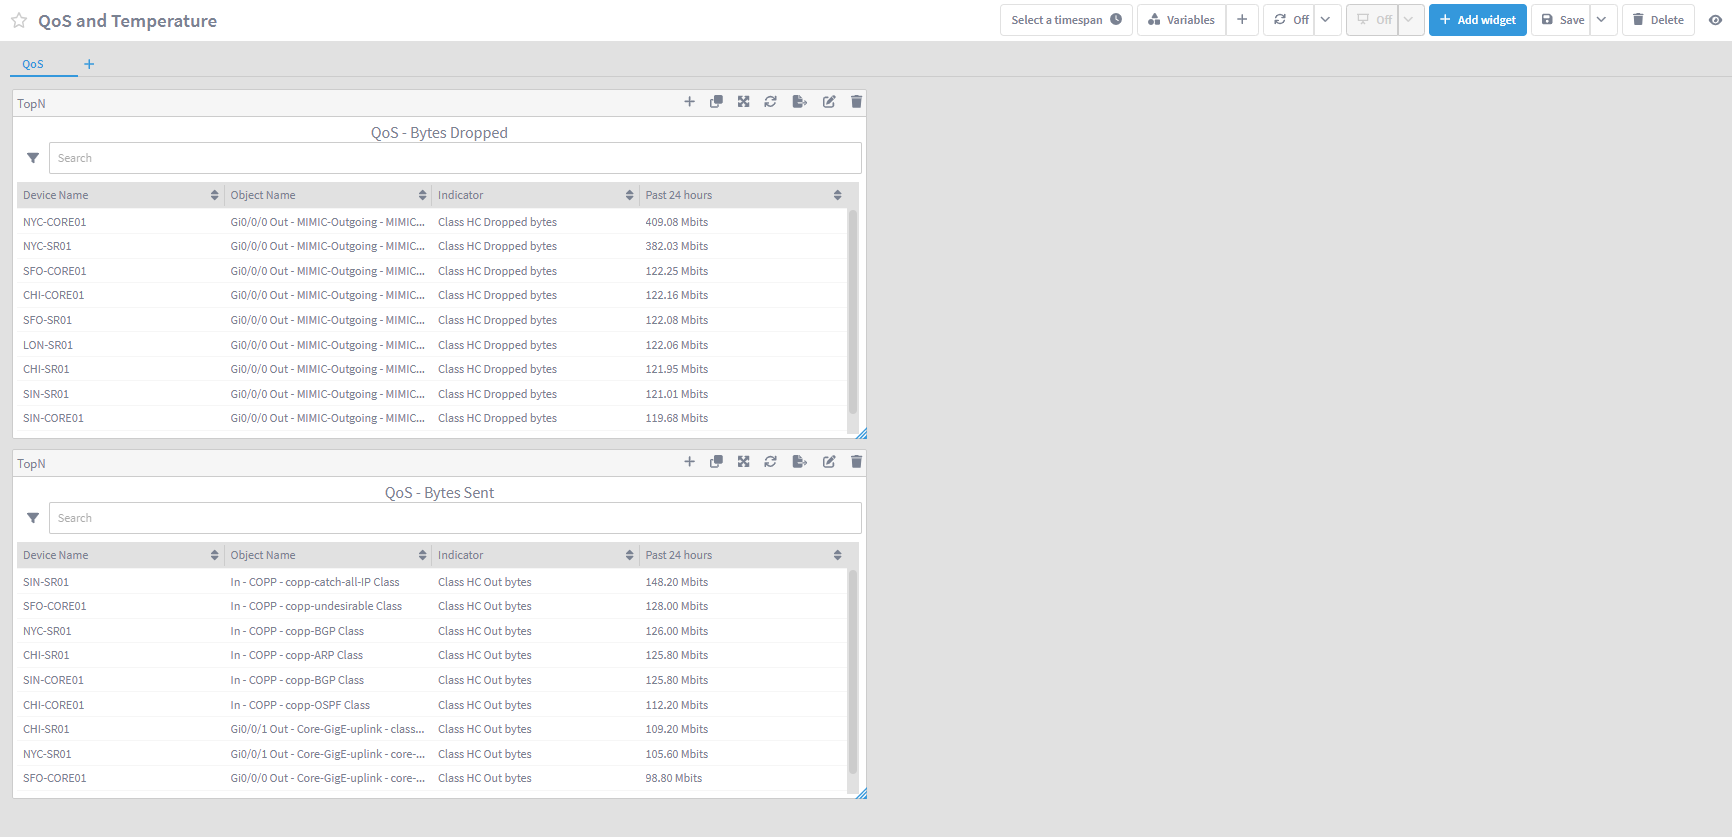 QoS and Temperature
Select a timespan
Variables
Off
Off
Add widget
Save
Delete
QoS
TopN
QoS - Bytes Dropped
Search
Device Name Object Name Indicator Past 24 hours
NYC-CORE01 Gi0/0/0 Out - MIMIC-Outgoing - MIMIC... Class HC Dropped bytes 409.08 Mbits
NYC-SR01 Gi0/0/0 Out - MIMIC-Outgoing - MIMIC... Class HC Dropped bytes 382.03 Mbits
SFO-CORE01 Gi0/0/0 Out - MIMIC-Outgoing - MIMIC... Class HC Dropped bytes 122.25 Mbits
CHI-CORE01 Gi0/0/0 Out - MIMIC-Outgoing - MIMIC... Class HC Dropped bytes 122.16 Mbits
SFO-SR01 Gi0/0/0 Out - MIMIC-Outgoing - MIMIC... Class HC Dropped bytes 122.08 Mbits
LON-SR01 Gi0/0/0 Out - MIMIC-Outgoing - MIMIC... Class HC Dropped bytes 122.06 Mbits
CHI-SR01 Gi0/0/0 Out - MIMIC-Outgoing - MIMIC... Class HC Dropped bytes 121.95 Mbits
SIN-SR01 Gi0/0/0 Out - MIMIC-Outgoing - MIMIC... Class HC Dropped bytes 121.01 Mbits
SIN-CORE01 Gi0/0/0 Out - MIMIC-Outgoing - MIMIC... Class HC Dropped bytes 119.68 Mbits
TopN
QoS - Bytes Sent
Search
Device Name Object Name Indicator Past 24 hours
SIN-SR01 In - COPP - copp-catch-all-IP Class Class HC Out bytes 148.20 Mbits
SFO-CORE01 In - COPP - copp-undesirable Class Class HC Out bytes 128.00 Mbits
NYC-SR01 In - COPP - copp-BGP Class Class HC Out bytes 126.00 Mbits
CHI-SR01 In - COPP - copp-ARP Class Class HC Out bytes 125.80 Mbits
SIN-CORE01 In - COPP - copp-BGP Class Class HC Out bytes 125.80 Mbits
CHI-CORE01 In - COPP - copp-OSPF Class Class HC Out bytes 112.20 Mbits
CHI-SR01 Gi0/0/1 Out - Core-GigE-uplink - class... Class HC Out bytes 109.20 Mbits
NYC-SR01 Gi0/0/1 Out - Core-GigE-uplink - core-... Class HC Out bytes 105.60 Mbits
SFO-CORE01 Gi0/0/0 Out - Core-GigE-uplink - core-... Class HC Out bytes 98.80 Mbits